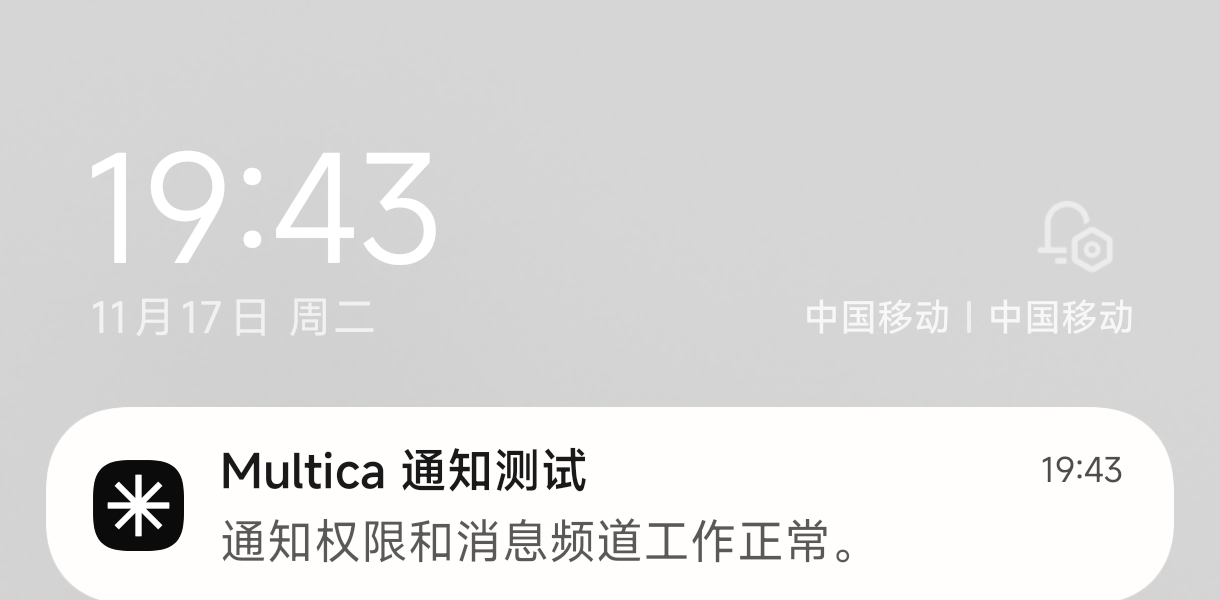 19:43
11月17日 周二
中国移动 | 中国移动
Multica 通知测试
19:43
通知权限和消息频道工作正常。